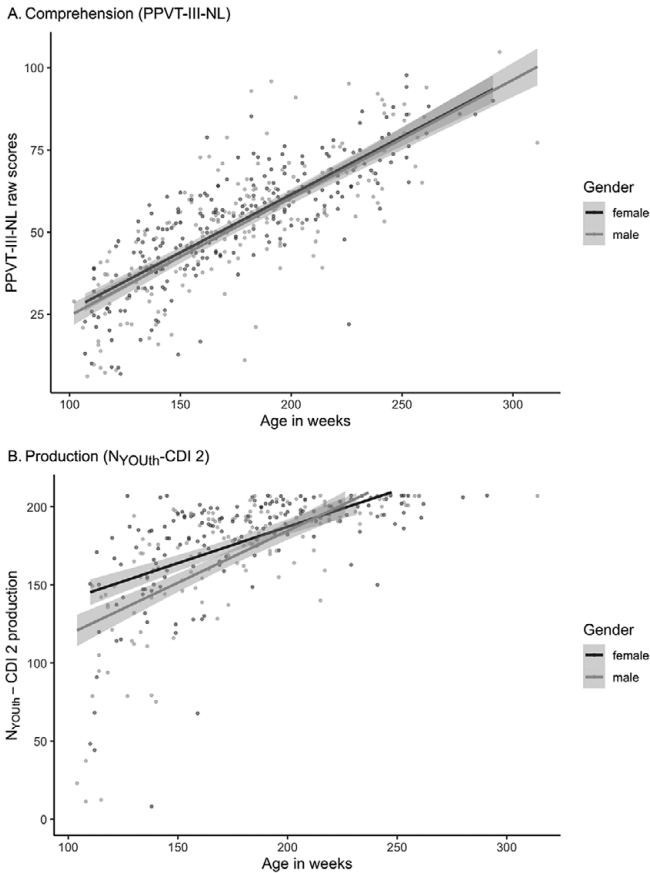 A. Comprehension (PPVT-III-NL)
PPVT-III-NL raw scores
100
75
50
25
100 150 200 250 300
Age in weeks
Gender
female
male
B. Production (NYOUth-CDI 2)
NYOUth – CDI 2 production
200
150
100
50
0
100 150 200 250 300
Age in weeks
Gender
female
male